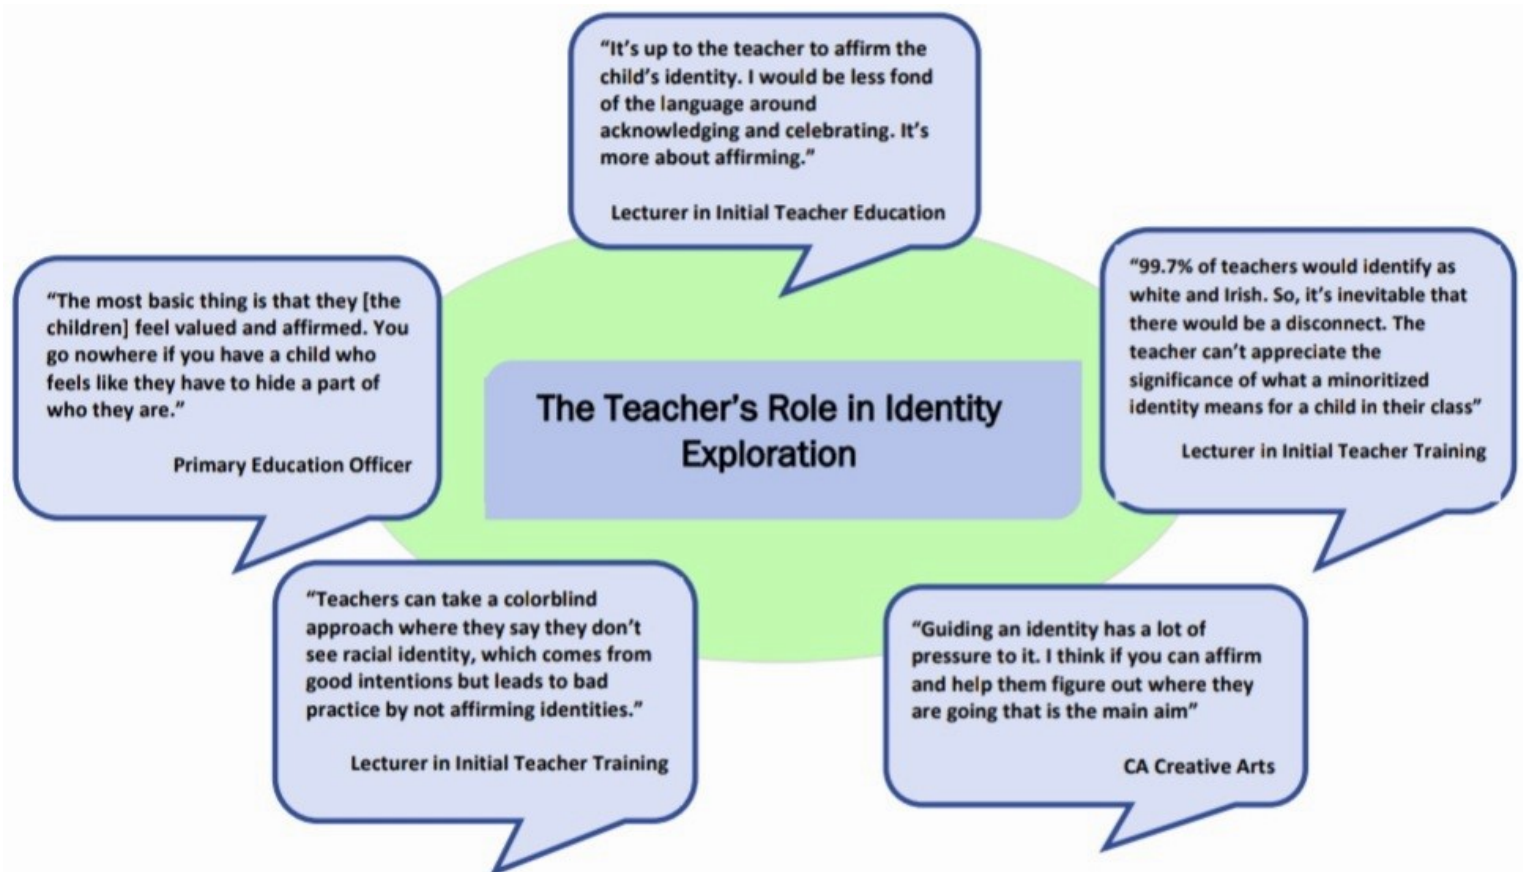 “It’s up to the teacher to affirm the
child’s identity. I would be less fond
of the language around
acknowledging and celebrating. It’s
more about affirming.”
Lecturer in Initial Teacher Education
“The most basic thing is that they [the
children] feel valued and affirmed. You
go nowhere if you have a child who
feels like they have to hide a part of
who they are.”
Primary Education Officer
The Teacher’s Role in Identity
Exploration
“99.7% of teachers would identify as
white and Irish. So, it’s inevitable that
there would be a disconnect. The
teacher can’t appreciate the
significance of what a minoritized
identity means for a child in their class”
Lecturer in Initial Teacher Training
“Teachers can take a colorblind
approach where they say they don’t
see racial identity, which comes from
good intentions but leads to bad
practice by not affirming identities.”
Lecturer in Initial Teacher Training
“Guiding an identity has a lot of
pressure to it. I think if you can affirm
and help them figure out where they
are going that is the main aim”
CA Creative Arts